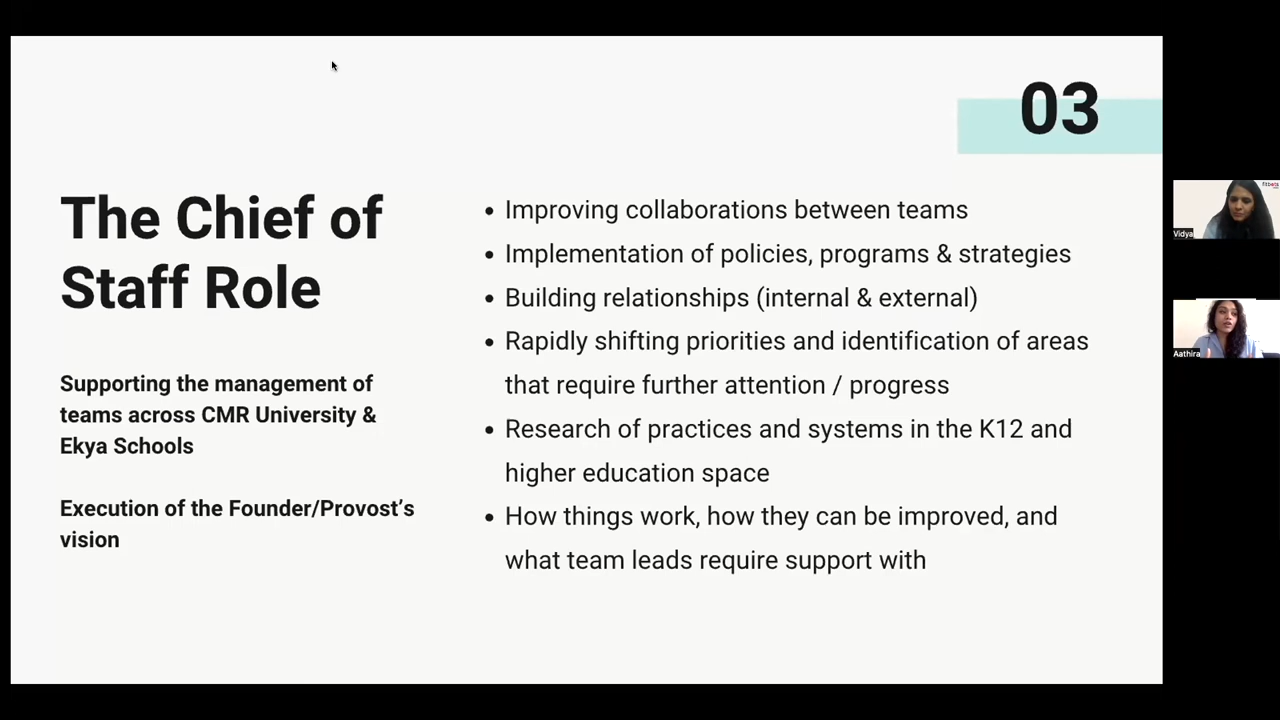 03
The Chief of
Staff Role
Supporting the management of
teams across CMR University &
Ekya Schools
Execution of the Founder/Provost’s
vision
• Improving collaborations between teams
• Implementation of policies, programs & strategies
• Building relationships (internal & external)
• Rapidly shifting priorities and identification of areas
that require further attention / progress
• Research of practices and systems in the K12 and
higher education space
• How things work, how they can be improved, and
what team leads require support with
fitbots
Vidya
Aathira